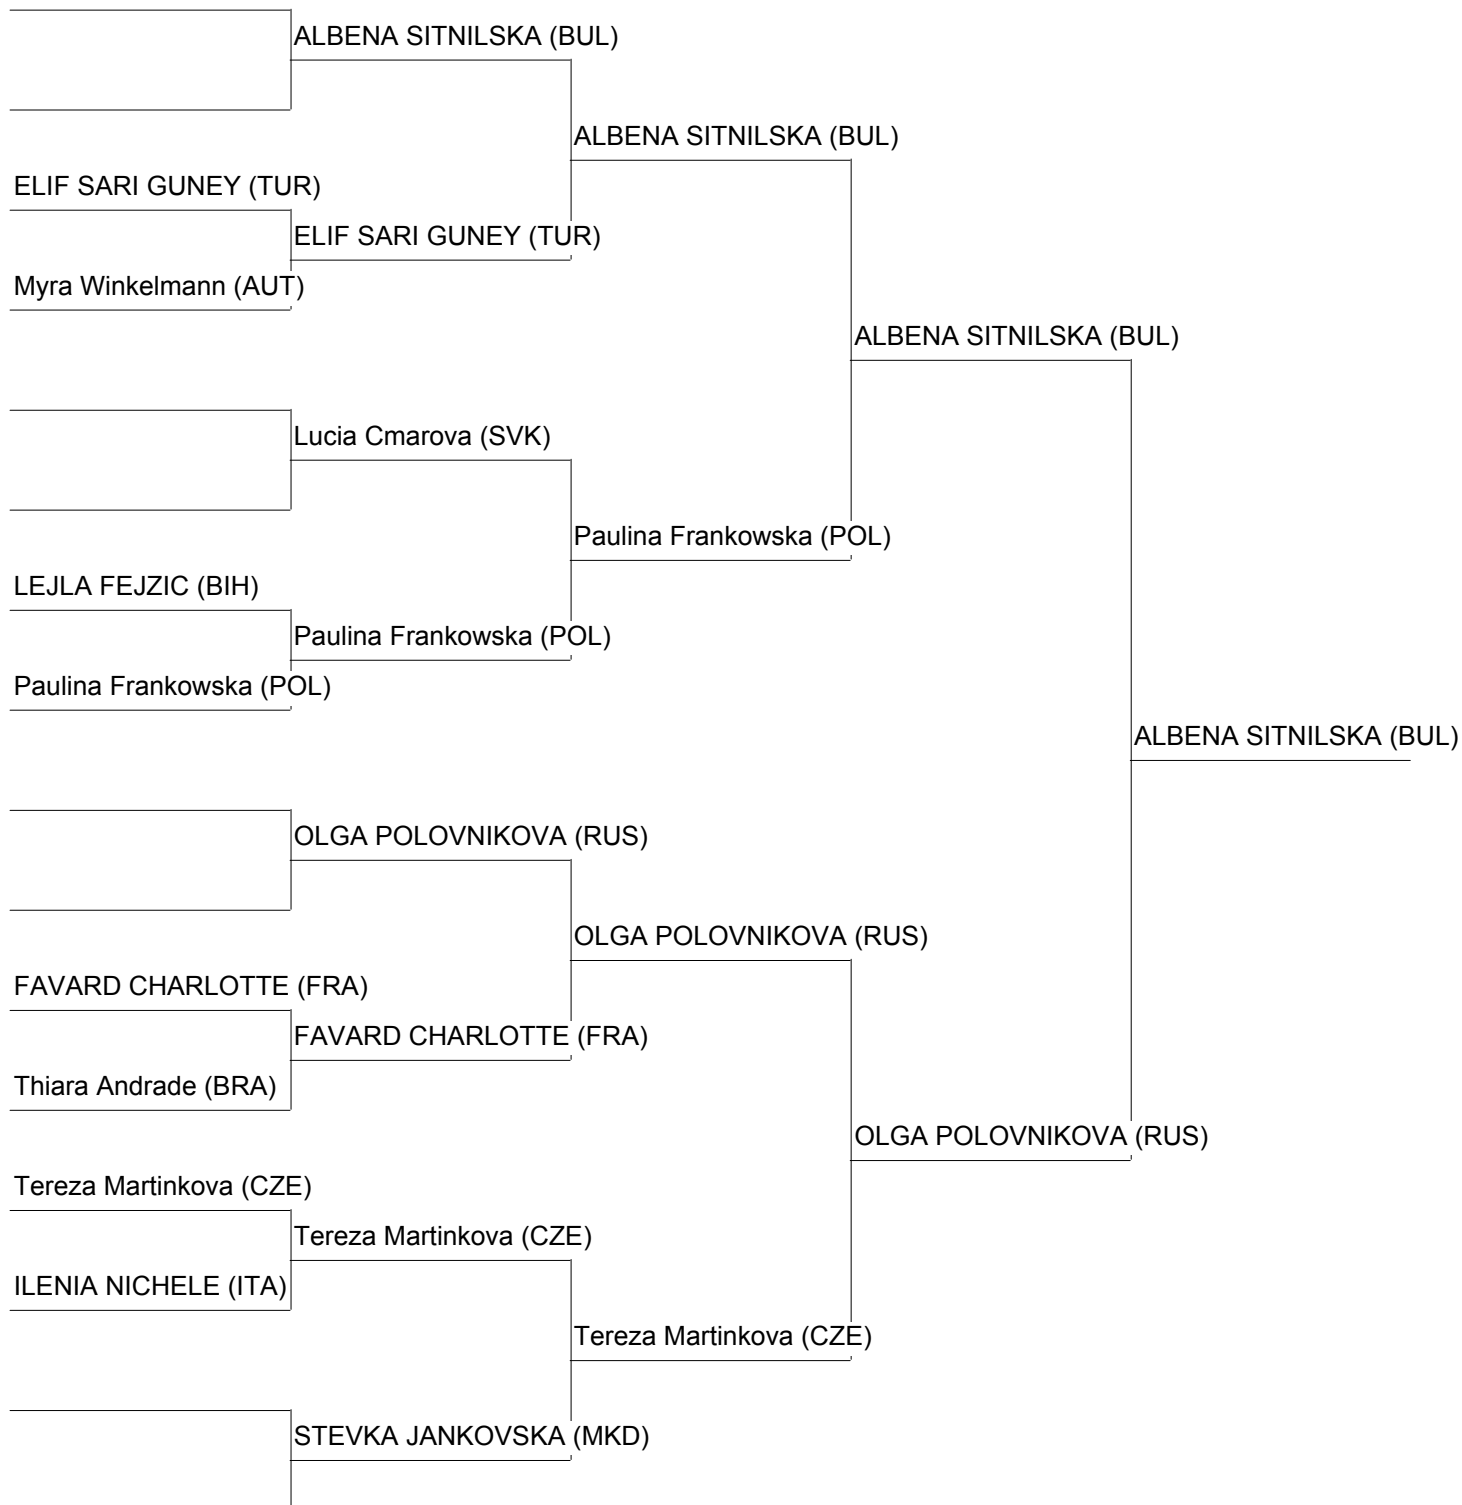 ALBENA SITNILSKA (BUL)
ALBENA SITNILSKA (BUL)
ELIF SARI GUNEY (TUR)
ELIF SARI GUNEY (TUR)
Myra Winkelmann (AUT)
ALBENA SITNILSKA (BUL)
Lucia Cmarova (SVK)
Paulina Frankowska (POL)
LEJLA FEJZIC (BIH)
Paulina Frankowska (POL)
Paulina Frankowska (POL)
ALBENA SITNILSKA (BUL)
OLGA POLOVNIKOVA (RUS)
OLGA POLOVNIKOVA (RUS)
FAVARD CHARLOTTE (FRA)
FAVARD CHARLOTTE (FRA)
Thiara Andrade (BRA)
OLGA POLOVNIKOVA (RUS)
Tereza Martinkova (CZE)
Tereza Martinkova (CZE)
ILENIA NICHELE (ITA)
Tereza Martinkova (CZE)
STEVKA JANKOVSKA (MKD)